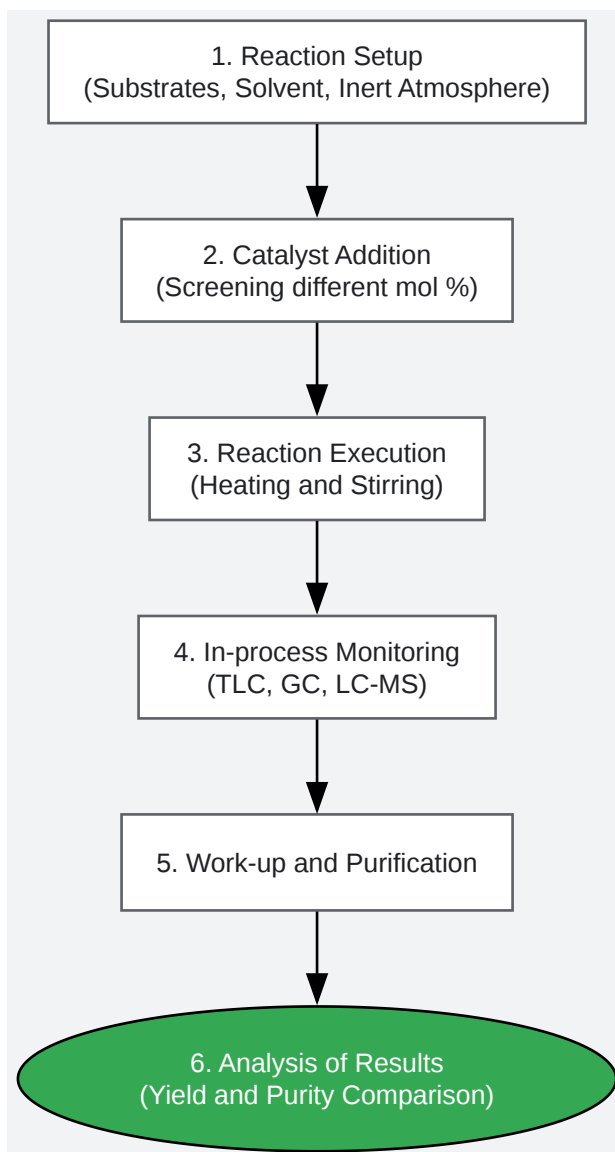 1. Reaction Setup
(Substrates, Solvent, Inert Atmosphere)
2. Catalyst Addition
(Screening different mol %)
3. Reaction Execution
(Heating and Stirring)
4. In-process Monitoring
(TLC, GC, LC-MS)
5. Work-up and Purification
6. Analysis of Results
(Yield and Purity Comparison)